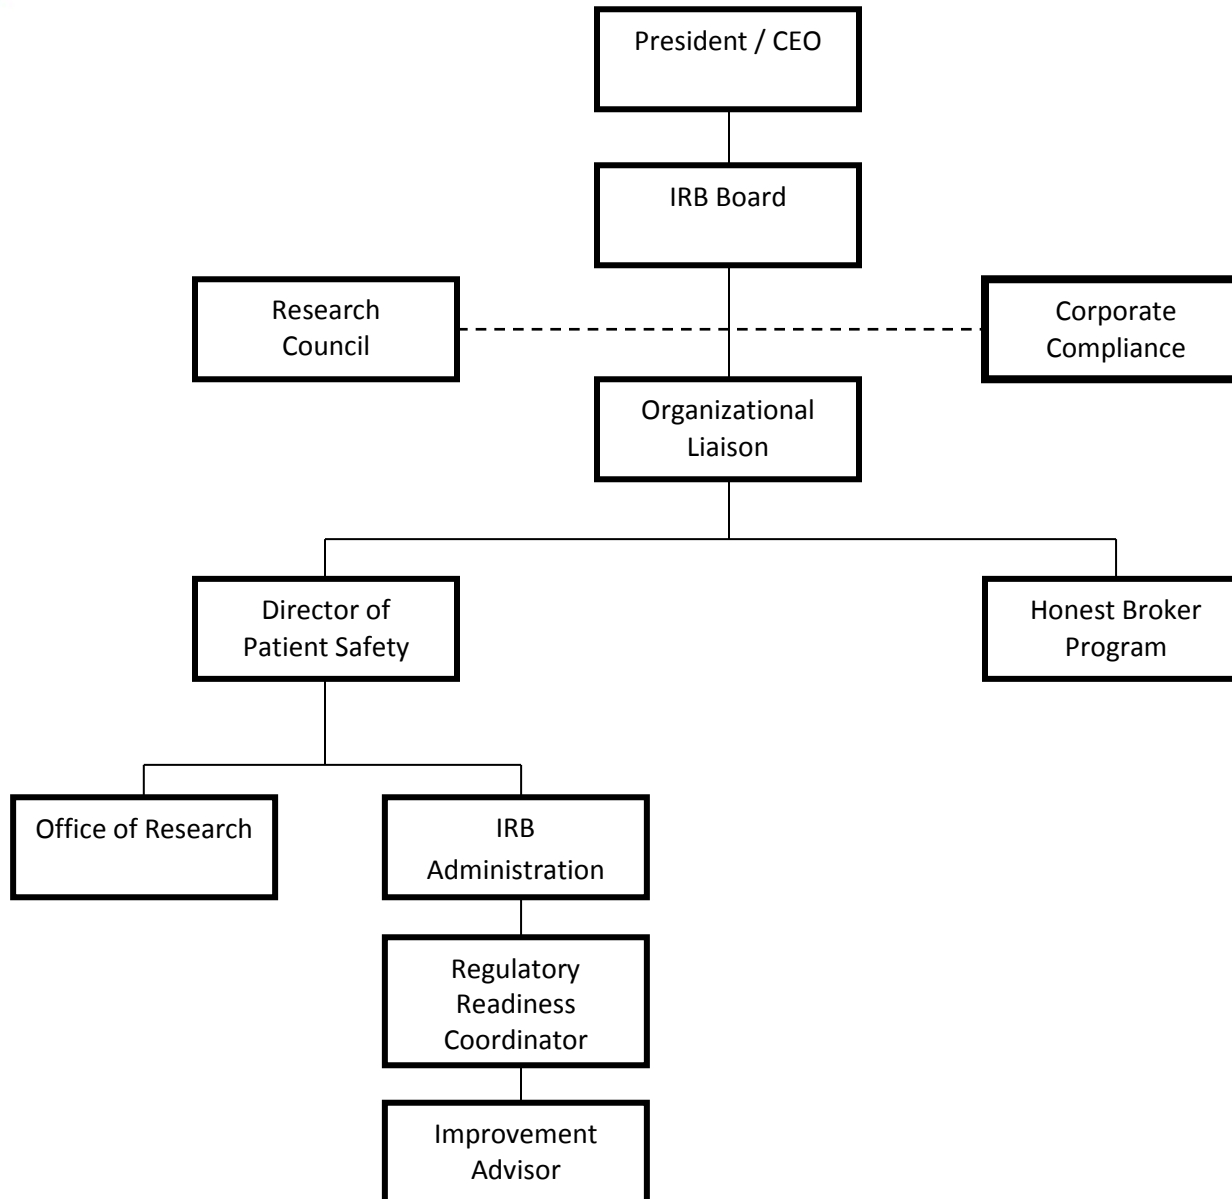 President / CEO
IRB Board
Research
Council
Corporate
Compliance
Organizational
Liaison
Director of
Patient Safety
Honest Broker
Program
Office of Research
IRB
Administration
Regulatory
Readiness
Coordinator
Improvement
Advisor